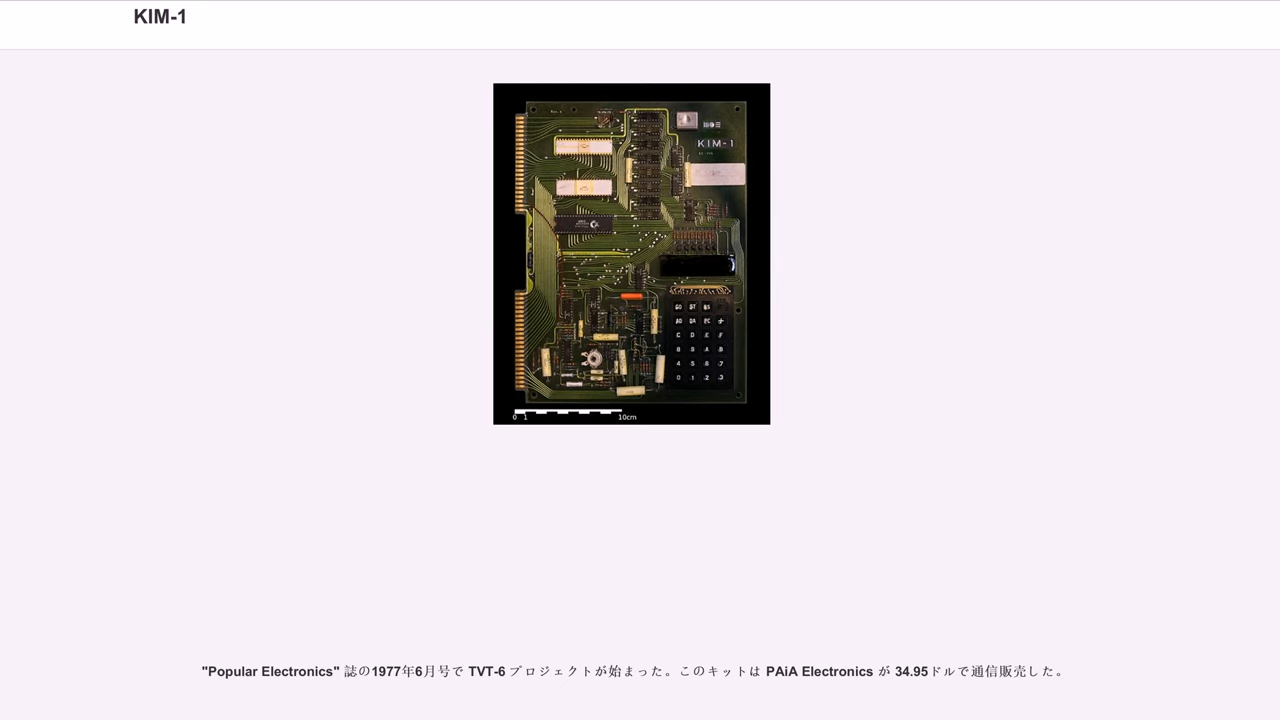 KIM-1
KIM-1
GO ST RS
AD DA PC +
C D E F
8 9 A B
4 5 6 7
0 1 2 3
0 1 10cm
"Popular Electronics" 誌の1977年6月号で TVT-6 プロジェクトが始まった。このキットは PAiA Electronics が 34.95ドルで通信販売した。